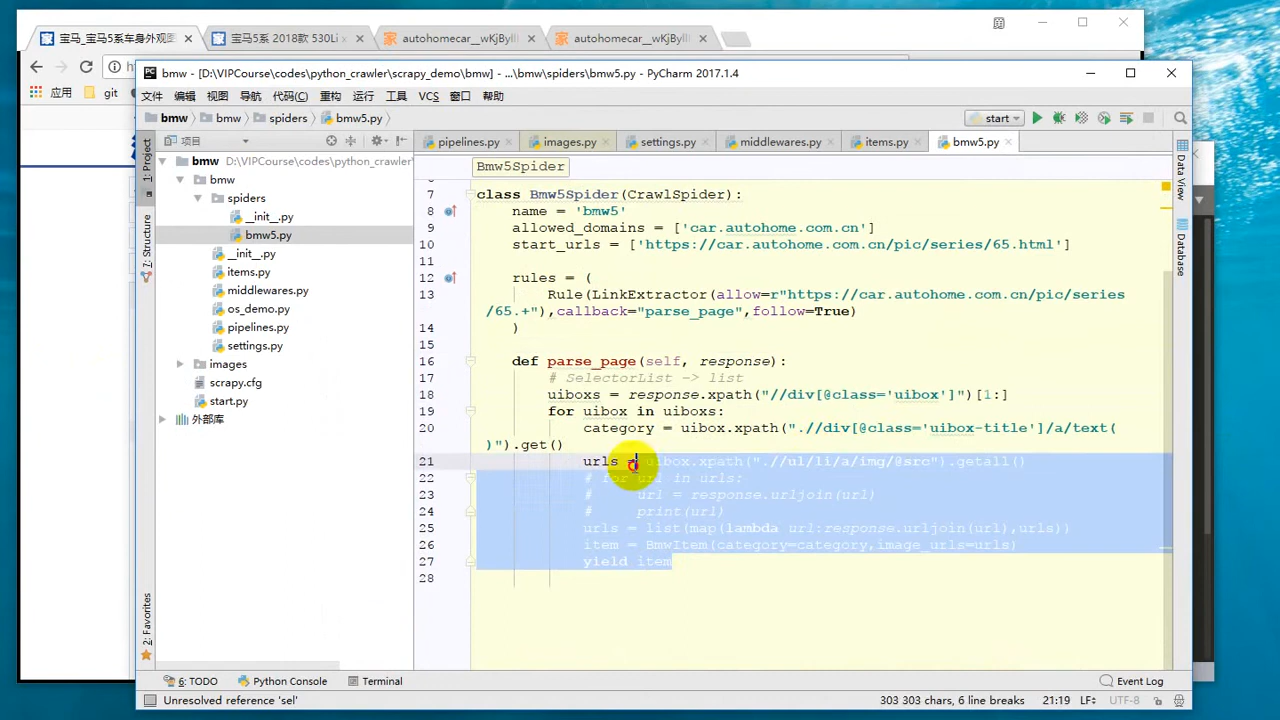 宝马_宝马5系车身外观图
宝马5系 2018款 530Li x
autohomecar__wKjByll
autohomecar__wKjByll
应用
git
bmw - [D:\VIPCourse\codes\python_crawler\scrapy_demo\bmw] - ...\bmw\spiders\bmw5.py - PyCharm 2017.1.4
文件 编辑 视图 导航 代码(C) 重构 运行 工具 VCS 窗口 帮助
bmw bmw spiders bmw5.py
start
项目
pipelines.py images.py settings.py middlewares.py items.py bmw5.py
1: Project
Z: Structure
2: Favorites
Data View
Database
bmw D:\VIPCourse\codes\python_crawler\
bmw
spiders
__init__.py
bmw5.py
__init__.py
items.py
middlewares.py
os_demo.py
pipelines.py
settings.py
images
scrapy.cfg
start.py
外部库
Bmw5Spider
7 class Bmw5Spider(CrawlSpider):
8 name = 'bmw5'
9 allowed_domains = ['car.autohome.com.cn']
10 start_urls = ['https://car.autohome.com.cn/pic/series/65.html']
11
12 rules = (
13 Rule(LinkExtractor(allow=r"https://car.autohome.com.cn/pic/series
/65.+"),callback="parse_page",follow=True)
14 )
15
16 def parse_page(self, response):
17 # SelectorList -> list
18 uiboxs = response.xpath("//div[@class='uibox']")[1:]
19 for uibox in uiboxs:
20 category = uibox.xpath(".//div[@class='uibox-title']/a/text(
)").get()
21 urls = uibox.xpath(".//ul/li/a/img/@src").getall()
22 # for url in urls:
23 # url = response.urljoin(url)
24 # print(url)
25 urls = list(map(lambda url:response.urljoin(url),urls))
26 item = BmwItem(category=category,image_urls=urls)
27 yield item
28
6: TODO Python Console Terminal Event Log
Unresolved reference 'sel' 303 303 chars, 6 line breaks 21:19 LF÷ UTF-8